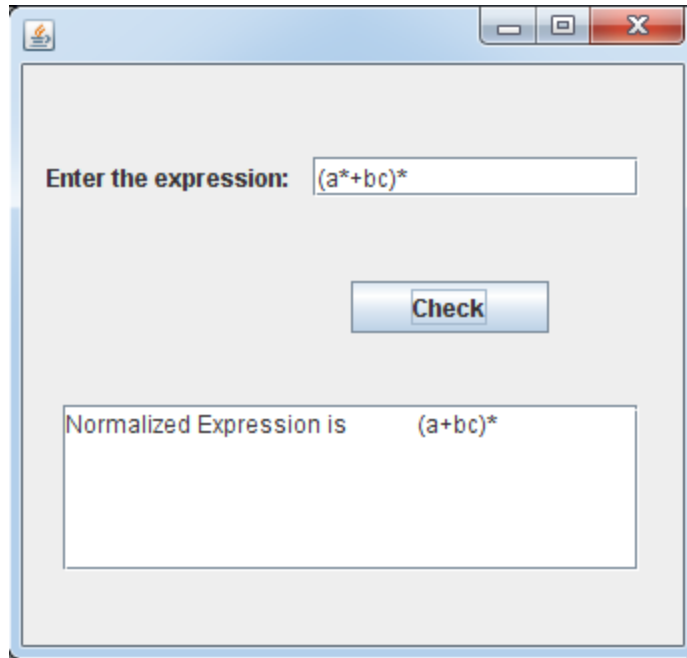 Enter the expression: (a*+bc)*
Check
Normalized Expression is (a+bc)*